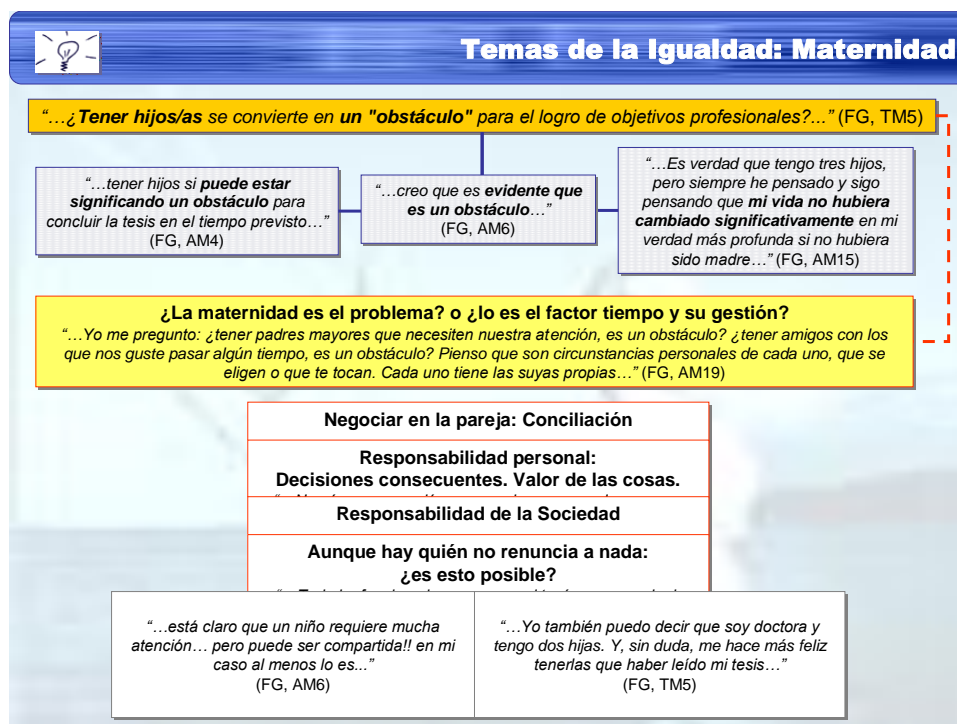 Temas de la Igualdad: Maternidad
“…¿Tener hijos/as se convierte en un "obstáculo" para el logro de objetivos profesionales?...” (FG, TM5)
“…tener hijos si puede estar
significando un obstáculo para
concluir la tesis en el tiempo previsto…”
(FG, AM4)
“…creo que es evidente que
es un obstáculo…”
(FG, AM6)
“…Es verdad que tengo tres hijos,
pero siempre he pensado y sigo
pensando que mi vida no hubiera
cambiado significativamente en mi
verdad más profunda si no hubiera
sido madre…” (FG, AM15)
¿La maternidad es el problema? o ¿lo es el factor tiempo y su gestión?
“…Yo me pregunto: ¿tener padres mayores que necesiten nuestra atención, es un obstáculo? ¿tener amigos con los
que nos guste pasar algún tiempo, es un obstáculo? Pienso que son circunstancias personales de cada uno, que se
eligen o que te tocan. Cada uno tiene las suyas propias…” (FG, AM19)
Negociar en la pareja: Conciliación
Responsabilidad personal:
Decisiones consecuentes. Valor de las cosas.
Responsabilidad de la Sociedad
Aunque hay quién no renuncia a nada:
¿es esto posible?
“…está claro que un niño requiere mucha
atención… pero puede ser compartida!! en mi
caso al menos lo es...”
(FG, AM6)
“…Yo también puedo decir que soy doctora y
tengo dos hijas. Y, sin duda, me hace más feliz
tenerlas que haber leído mi tesis…”
(FG, TM5)